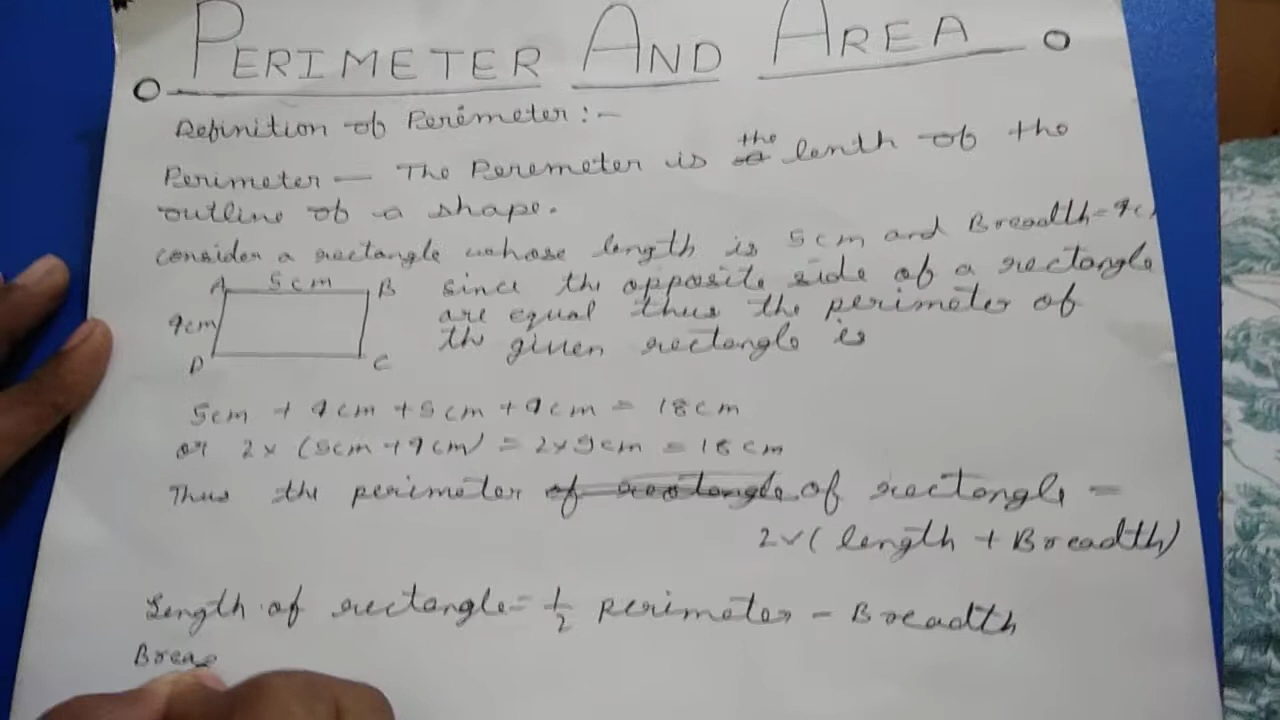 PERIMETER AND AREA
Definition of Perimeter :-
Perimeter — The Peremeter is the lenth of the
outline of a shape.
consider a rectangle whose length is 5cm and Breadth = 4c
A 5cm B
4cm
D C
since the opposite side of a rectangle
are equal thus the perimeter of
th given rectangle is
5cm + 4cm + 5cm + 4cm = 18cm
or 2× (5cm + 4cm) = 2×9cm = 18cm
Thus the perimeter of rectangle of rectangle =
2×( length + Breadth)
Length of rectangle = 1/2 perimeter - Breadth
Brea